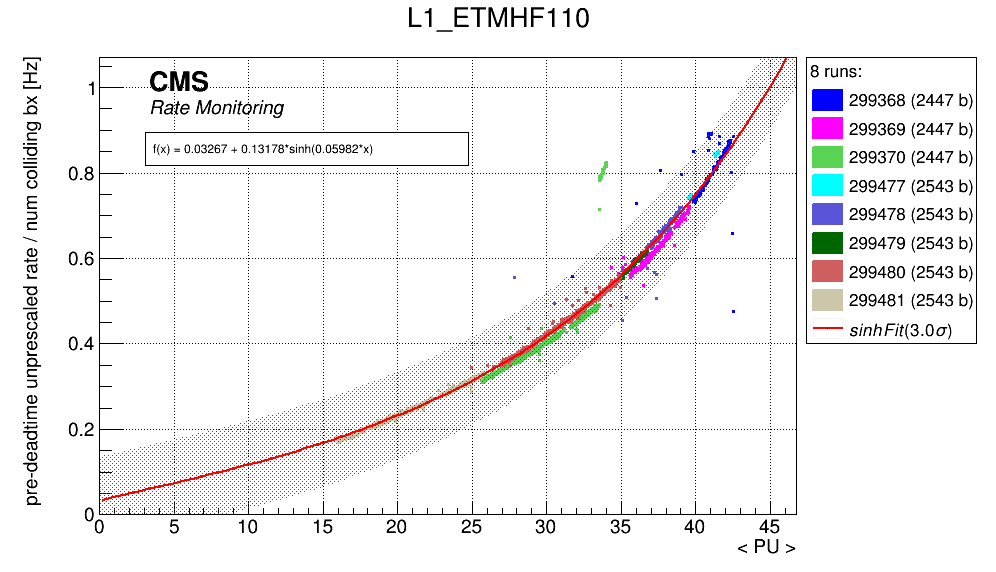 L1_ETMHF110
pre-deadtime unprescaled rate / num colliding bx [Hz]
CMS
Rate Monitoring
f(x) = 0.03267 + 0.13178*sinh(0.05982*x)
1
0.8
0.6
0.4
0.2
0
0 5 10 15 20 25 30 35 40 45
< PU >
8 runs:
299368 (2447 b)
299369 (2447 b)
299370 (2447 b)
299477 (2543 b)
299478 (2543 b)
299479 (2543 b)
299480 (2543 b)
299481 (2543 b)
sinhFit(3.0σ)